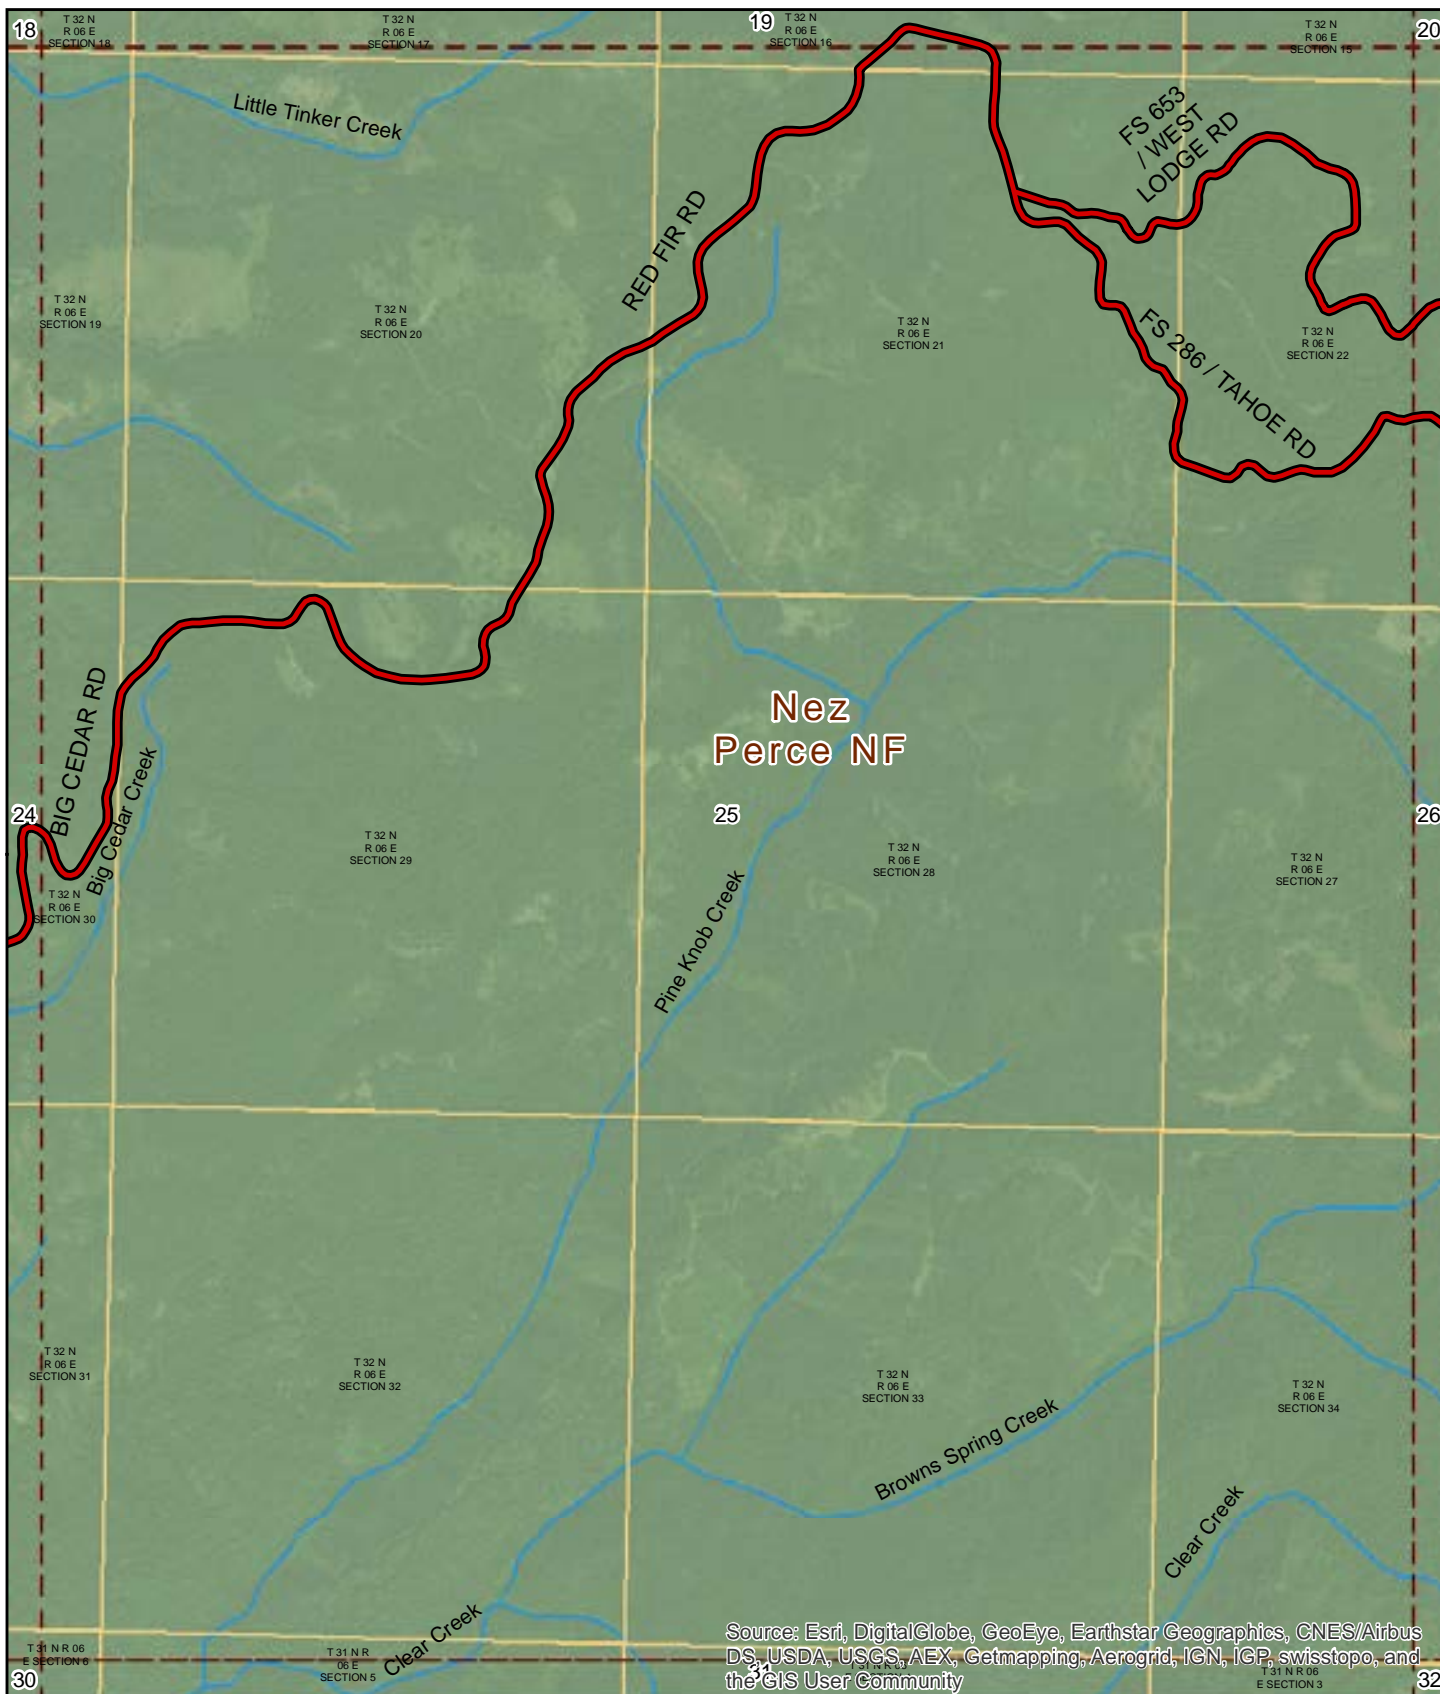 18
T 32 N
R 06 E
SECTION 18
T 32 N
R 06 E
SECTION 17
19
T 32 N
R 06 E
SECTION 16
T 32 N
R 06 E
SECTION 15
20
Little Tinker Creek
FS 653
/ WEST
LODGE RD
RED FIR RD
T 32 N
R 06 E
SECTION 19
T 32 N
R 06 E
SECTION 20
T 32 N
R 06 E
SECTION 21
FS 286 / TAHOE RD
T 32 N
R 06 E
SECTION 22
BIG CEDAR RD
Big Cedar Creek
Nez
Perce NF
24
25
26
T 32 N
R 06 E
SECTION 30
T 32 N
R 06 E
SECTION 29
T 32 N
R 06 E
SECTION 28
T 32 N
R 06 E
SECTION 27
Pine Knob Creek
T 32 N
R 06 E
SECTION 31
T 32 N
R 06 E
SECTION 32
T 32 N
R 06 E
SECTION 33
T 32 N
R 06 E
SECTION 34
Browns Spring Creek
Clear Creek
Clear Creek
T 31 N R 06
E SECTION 6
T 31 N R
06 E
SECTION 5
T 31 N R 06
E SECTION 3
30
31
32
Source: Esri, DigitalGlobe, GeoEye, Earthstar Geographics, CNES/Airbus
DS, USDA, USGS, AEX, Getmapping, Aerogrid, IGN, IGP, swisstopo, and
the GIS User Community